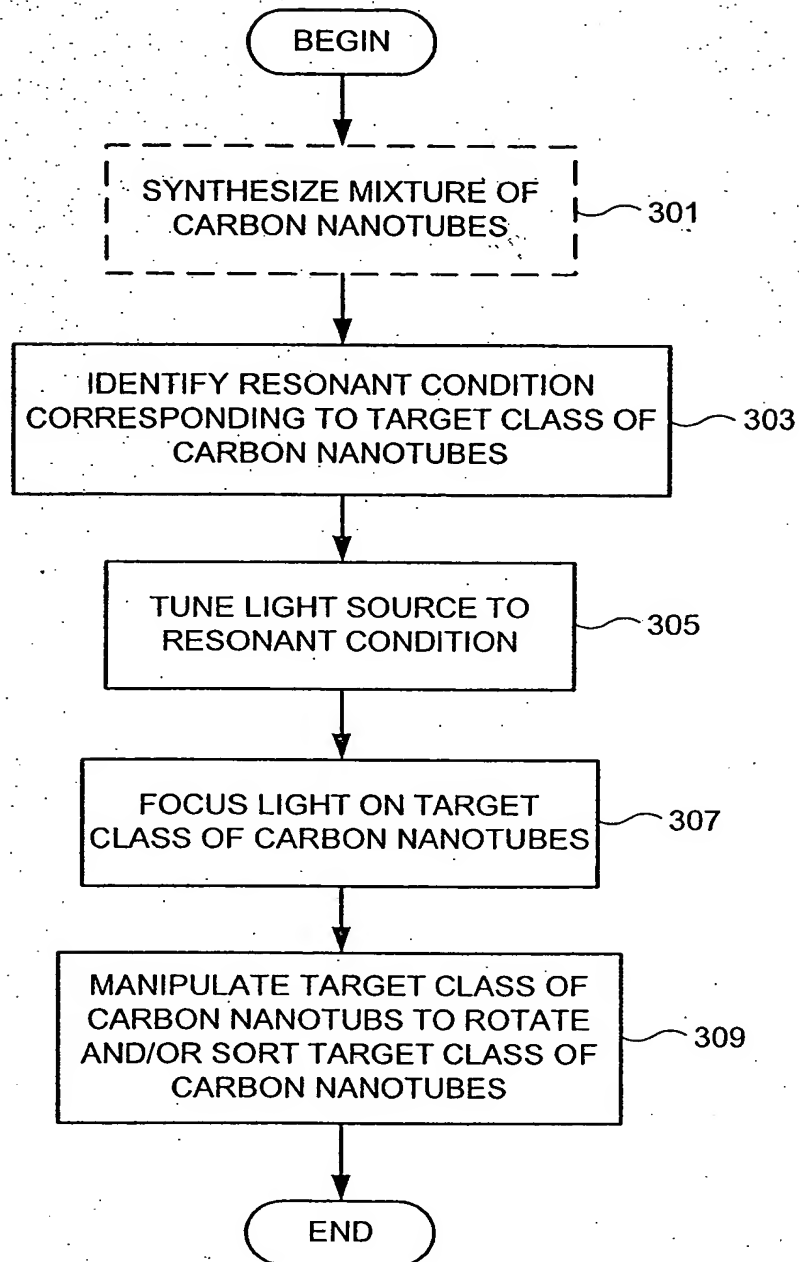 BEGIN
SYNTHESIZE MIXTURE OF
CARBON NANOTUBES
301
IDENTIFY RESONANT CONDITION
CORRESPONDING TO TARGET CLASS OF
CARBON NANOTUBES
303
TUNE LIGHT SOURCE TO
RESONANT CONDITION
305
FOCUS LIGHT ON TARGET
CLASS OF CARBON NANOTUBES
307
MANIPULATE TARGET CLASS OF
CARBON NANOTUBS TO ROTATE
AND/OR SORT TARGET CLASS OF
CARBON NANOTUBES
309
END